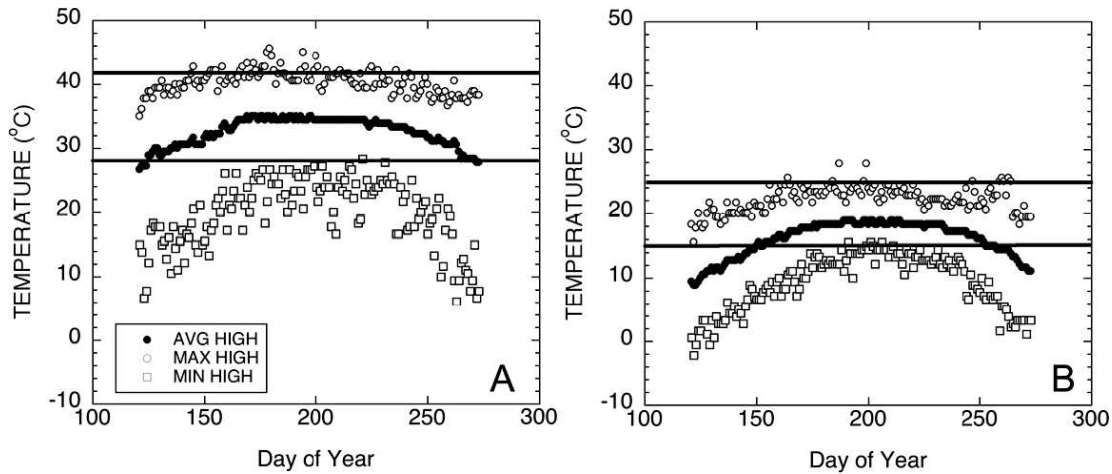 50
40
30
20
10
0
-10
TEMPERATURE (°C)
AVG HIGH
MAX HIGH
MIN HIGH
A
100 150 200 250 300
Day of Year
50
40
30
20
10
0
-10
TEMPERATURE (°C)
B
100 150 200 250 300
Day of Year